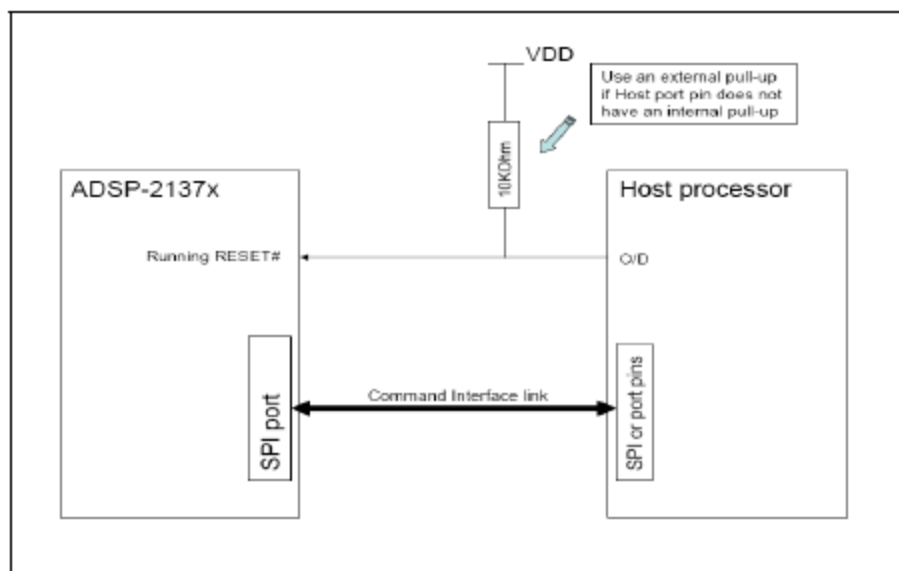 VDD
Use an external pull-up
if Host port pin does not
have an internal pull-up
10KOhm
ADSP-2137x
Host processor
Running RESET#
O/D
SPI port
Command Interface link
SPI or port pins